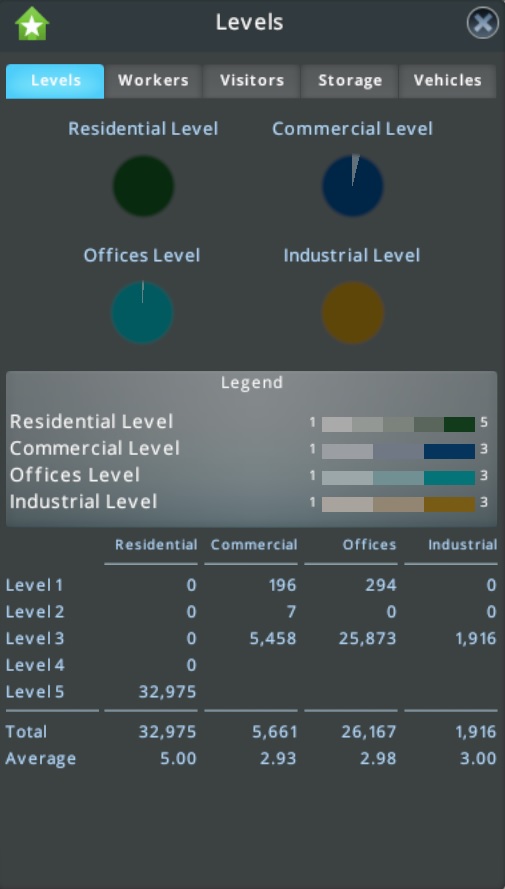 Levels
Levels Workers Visitors Storage Vehicles
Residential Level Commercial Level
Offices Level Industrial Level
Legend
Residential Level 1 5
Commercial Level 1 3
Offices Level 1 3
Industrial Level 1 3
Residential Commercial Offices Industrial
Level 1 0 196 294 0
Level 2 0 7 0 0
Level 3 0 5,458 25,873 1,916
Level 4 0
Level 5 32,975
Total 32,975 5,661 26,167 1,916
Average 5.00 2.93 2.98 3.00